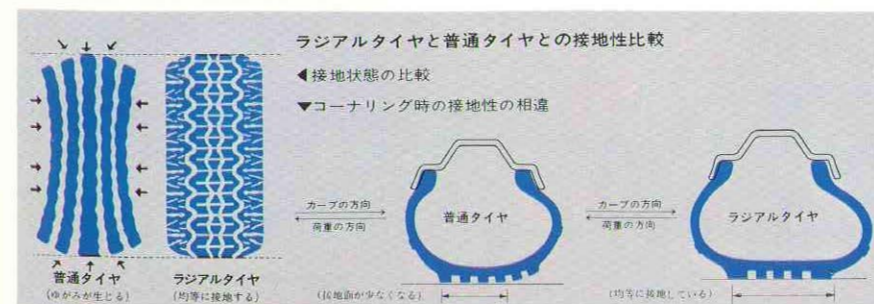 ラジアルタイヤと普通タイヤとの接地性比較
◀接地状態の比較
▼コーナリング時の接地性の相違
普通タイヤ
(ゆがみが生じる)
ラジアルタイヤ
(均等に接地する)
カーブの方向
荷重の方向
普通タイヤ
(接地面が少なくなる)
カーブの方向
荷重の方向
ラジアルタイヤ
(均等に接地している)